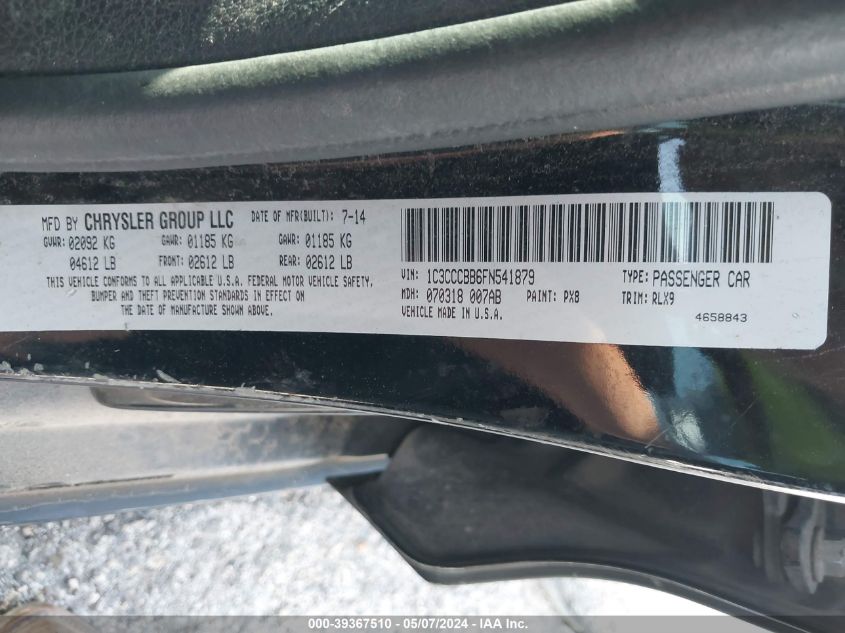 MFD BY CHRYSLER GROUP LLC DATE OF MFR(BUILT): 7-14
GVWR: 02092 KG GAWR: 01185 KG GAWR: 01185 KG
04612 LB FRONT: 02612 LB REAR: 02612 LB
THIS VEHICLE CONFORMS TO ALL APPLICABLE U.S.A. FEDERAL MOTOR VEHICLE SAFETY,
BUMPER AND THEFT PREVENTION STANDARDS IN EFFECT ON
THE DATE OF MANUFACTURE SHOWN ABOVE.
VIN: 1C3CCCBB6FN541879 TYPE: PASSENGER CAR
MDH: 070318 007AB PAINT: PX8 TRIM: RLX9
VEHICLE MADE IN U.S.A. 4658843
000-39367510 - 05/07/2024 - IAA Inc.